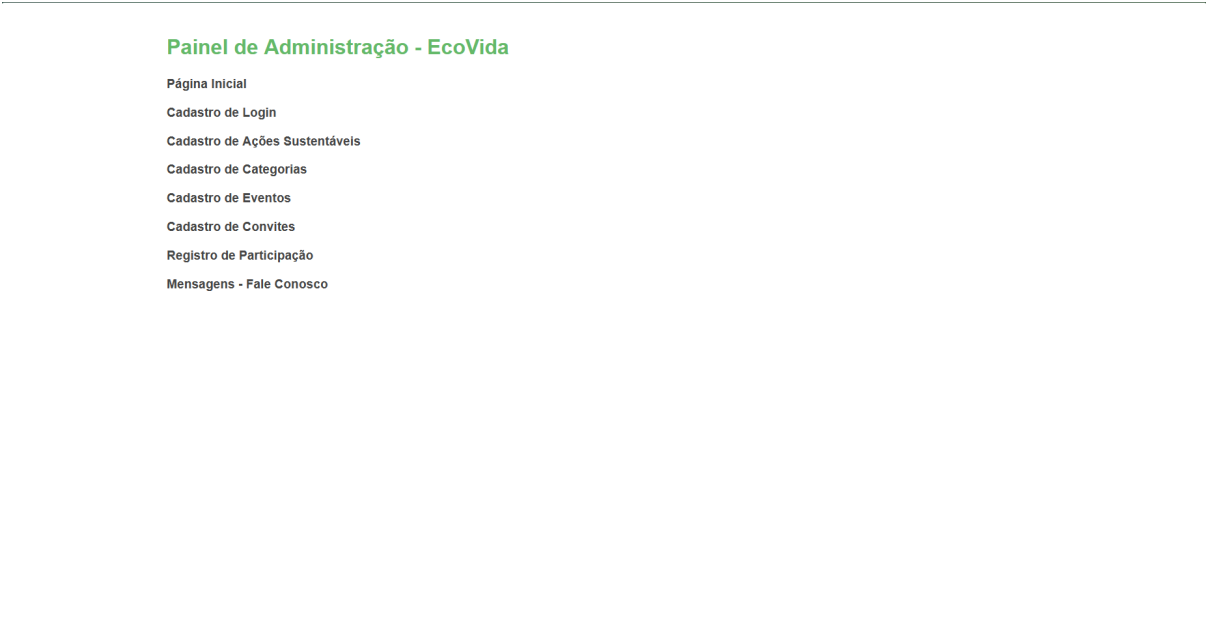 Painel de Administração - EcoVida
Página Inicial
Cadastro de Login
Cadastro de Ações Sustentáveis
Cadastro de Categorias
Cadastro de Eventos
Cadastro de Convites
Registro de Participação
Mensagens - Fale Conosco